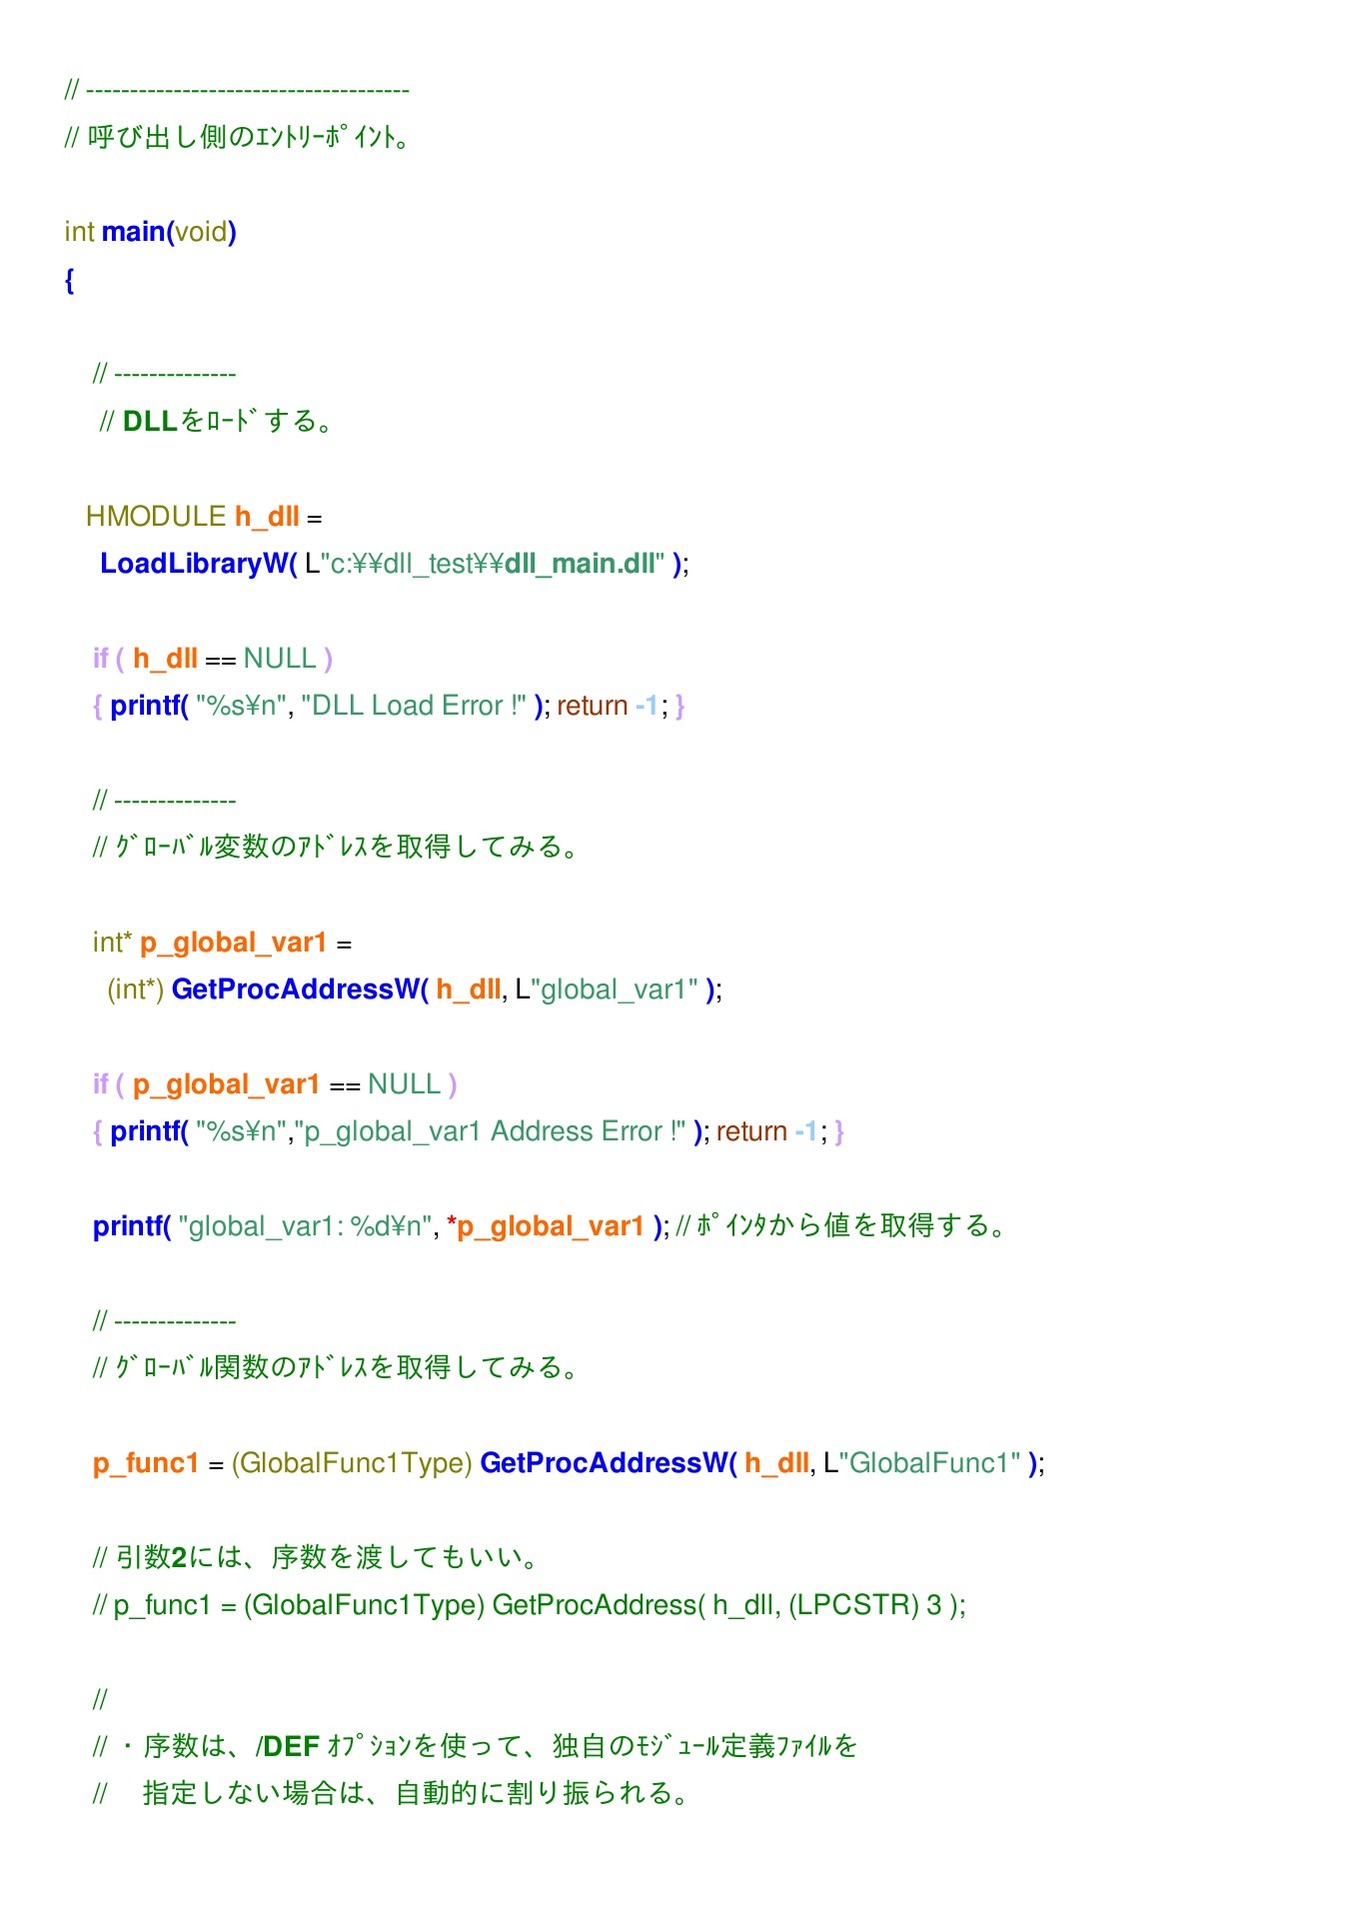 // -------------------------------------
// 呼び出し側のｴﾝﾄﾘｰﾎﾟｲﾝﾄ。
int main(void)
{
// --------------
// DLLをﾛｰﾄﾞする。
HMODULE h_dll =
LoadLibraryW( L"c:¥¥dll_test¥¥dll_main.dll" );
if ( h_dll == NULL )
{ printf( "%s¥n", "DLL Load Error !" ); return -1; }
// --------------
// ｸﾞﾛｰﾊﾞﾙ変数のｱﾄﾞﾚｽを取得してみる。
int* p_global_var1 =
(int*) GetProcAddressW( h_dll, L"global_var1" );
if ( p_global_var1 == NULL )
{ printf( "%s¥n","p_global_var1 Address Error !" ); return -1; }
printf( "global_var1: %d¥n", *p_global_var1 ); // ﾎﾟｲﾝﾀから値を取得する。
// --------------
// ｸﾞﾛｰﾊﾞﾙ関数のｱﾄﾞﾚｽを取得してみる。
p_func1 = (GlobalFunc1Type) GetProcAddressW( h_dll, L"GlobalFunc1" );
// 引数2には、序数を渡してもいい。
// p_func1 = (GlobalFunc1Type) GetProcAddress( h_dll, (LPCSTR) 3 );
//
// ・序数は、/DEF ｵﾌﾟｼｮﾝを使って、独自のﾓｼﾞｭｰﾙ定義ﾌｧｲﾙを
// 指定しない場合は、自動的に割り振られる。